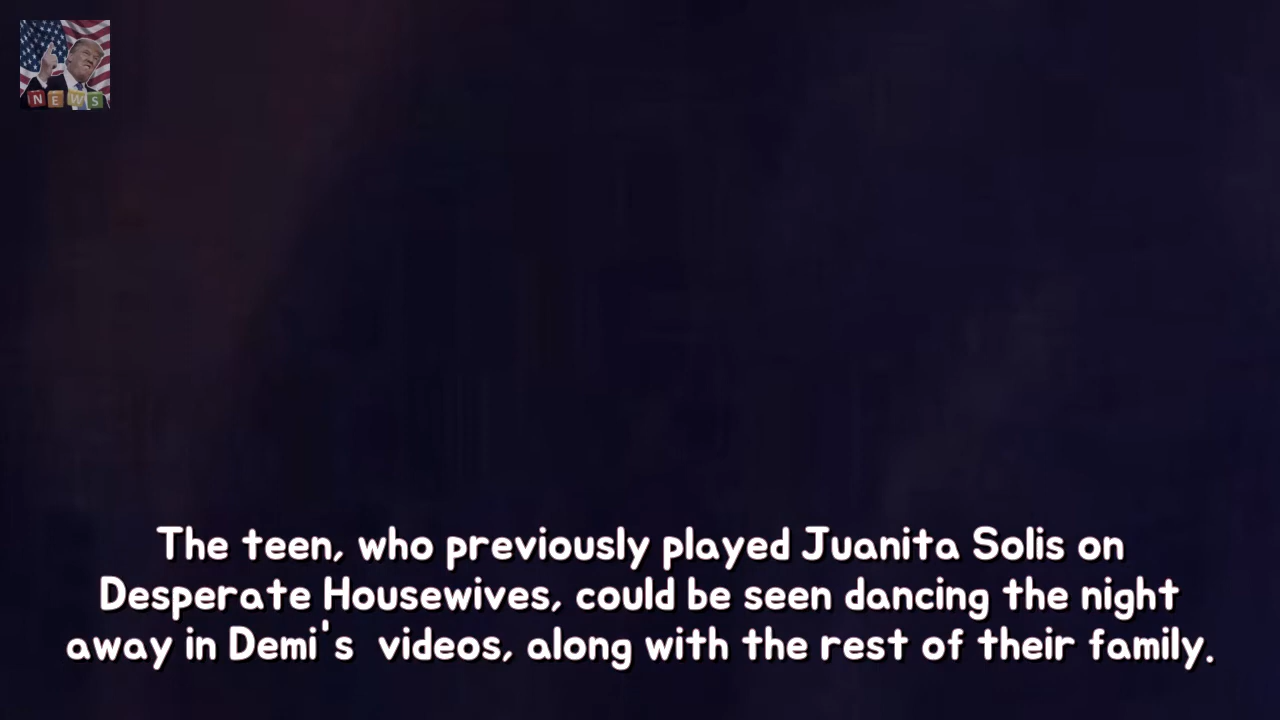 NEWS
The teen, who previously played Juanita Solis on
Desperate Housewives, could be seen dancing the night
away in Demi's  videos, along with the rest of their family.